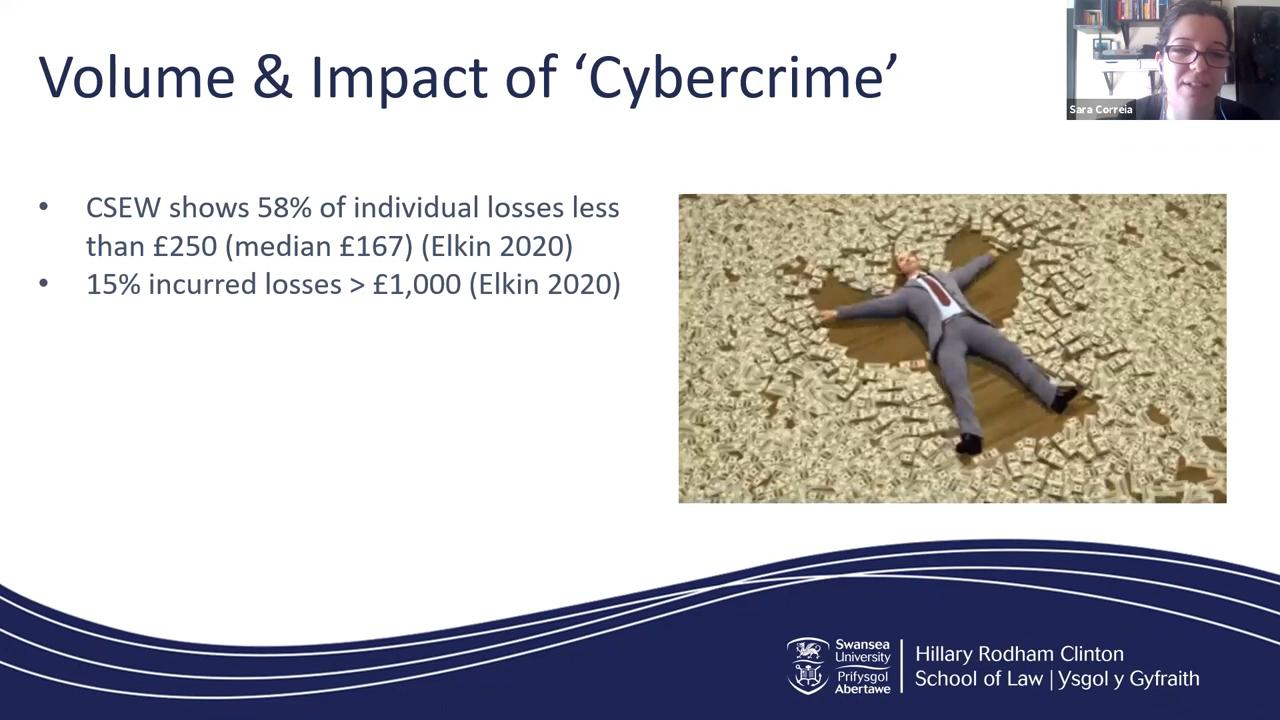 Volume & Impact of ‘Cybercrime’
Sara Correia
• CSEW shows 58% of individual losses less
than £250 (median £167) (Elkin 2020)
• 15% incurred losses > £1,000 (Elkin 2020)
Swansea
University
Prifysgol
Abertawe
Hillary Rodham Clinton
School of Law | Ysgol y Gyfraith